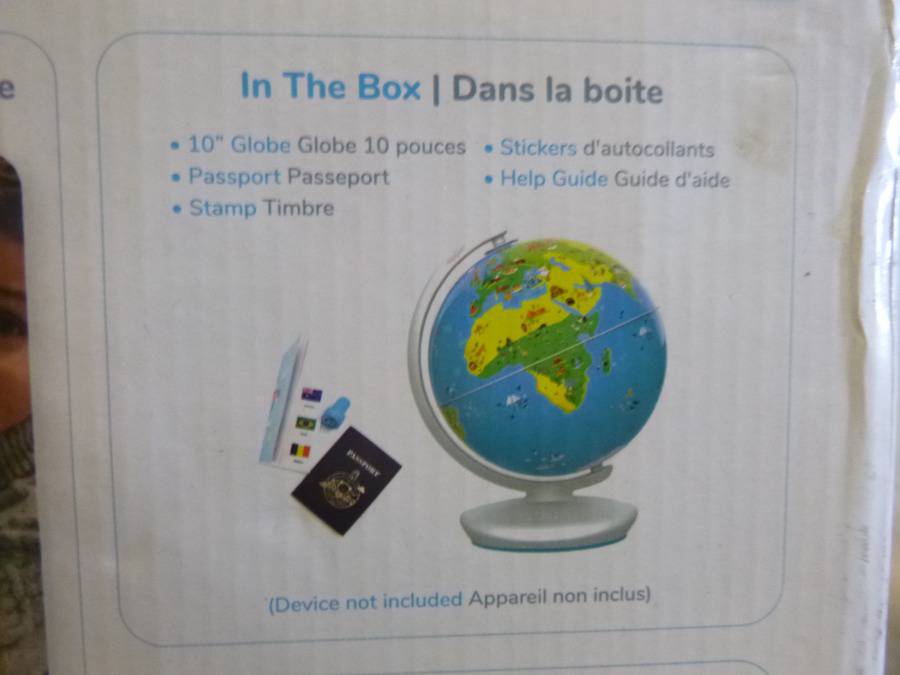 In The Box | Dans la boite
• 10" Globe Globe 10 pouces
• Passport Passeport
• Stamp Timbre
• Stickers d'autocollants
• Help Guide Guide d'aide
PASSPORT
(Device not included Appareil non inclus)